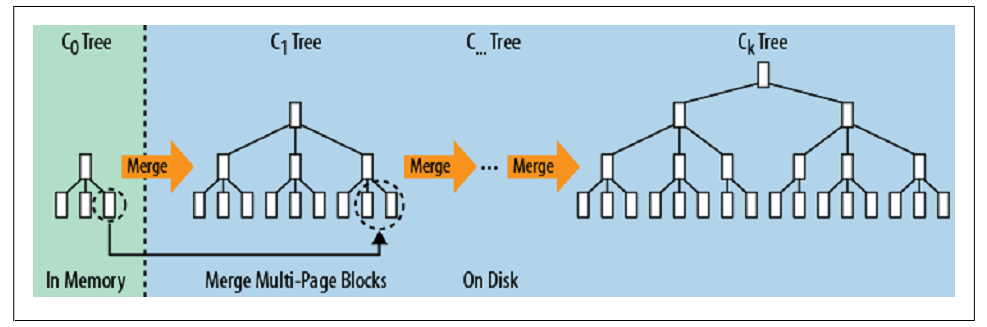 C0 Tree
C1 Tree
C... Tree
Ck Tree
Merge
Merge
...
Merge
In Memory
Merge Multi-Page Blocks
On Disk